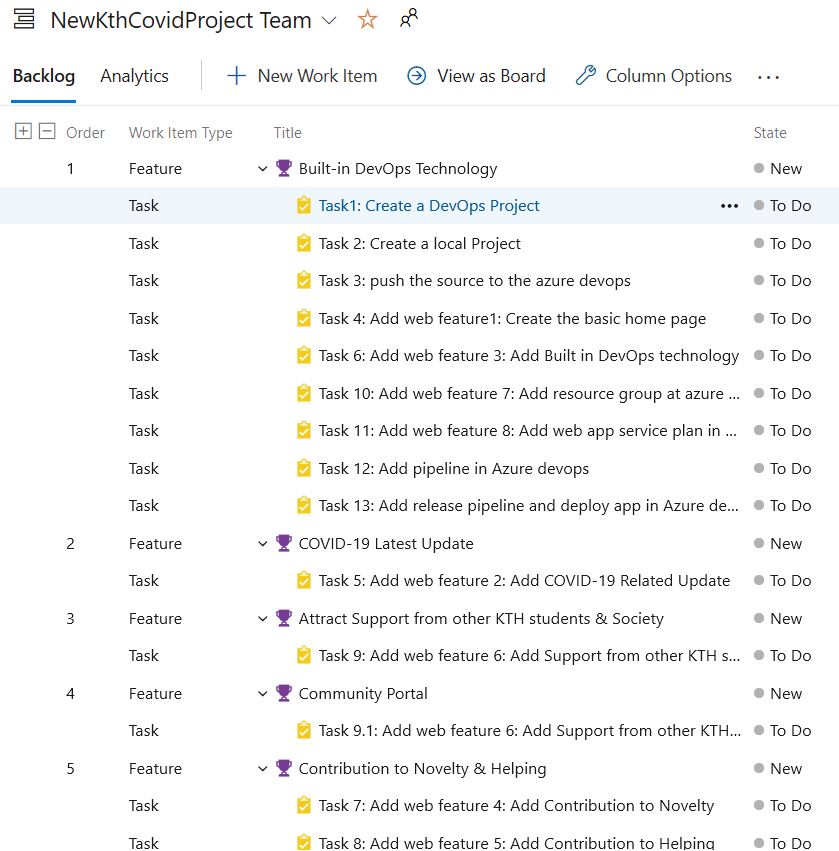 NewKthCovidProject Team
Backlog Analytics New Work Item View as Board Column Options ...
Order Work Item Type Title State
1 Feature Built-in DevOps Technology New
Task Task1: Create a DevOps Project ... To Do
Task Task 2: Create a local Project To Do
Task Task 3: push the source to the azure devops To Do
Task Task 4: Add web feature1: Create the basic home page To Do
Task Task 6: Add web feature 3: Add Built in DevOps technology To Do
Task Task 10: Add web feature 7: Add resource group at azure ... To Do
Task Task 11: Add web feature 8: Add web app service plan in ... To Do
Task Task 12: Add pipeline in Azure devops To Do
Task Task 13: Add release pipeline and deploy app in Azure de... To Do
2 Feature COVID-19 Latest Update New
Task Task 5: Add web feature 2: Add COVID-19 Related Update To Do
3 Feature Attract Support from other KTH students & Society New
Task Task 9: Add web feature 6: Add Support from other KTH s... To Do
4 Feature Community Portal New
Task Task 9.1: Add web feature 6: Add Support from other KTH... To Do
5 Feature Contribution to Novelty & Helping New
Task Task 7: Add web feature 4: Add Contribution to Novelty To Do
Task Task 8: Add web feature 5: Add Contribution to Helping To Do